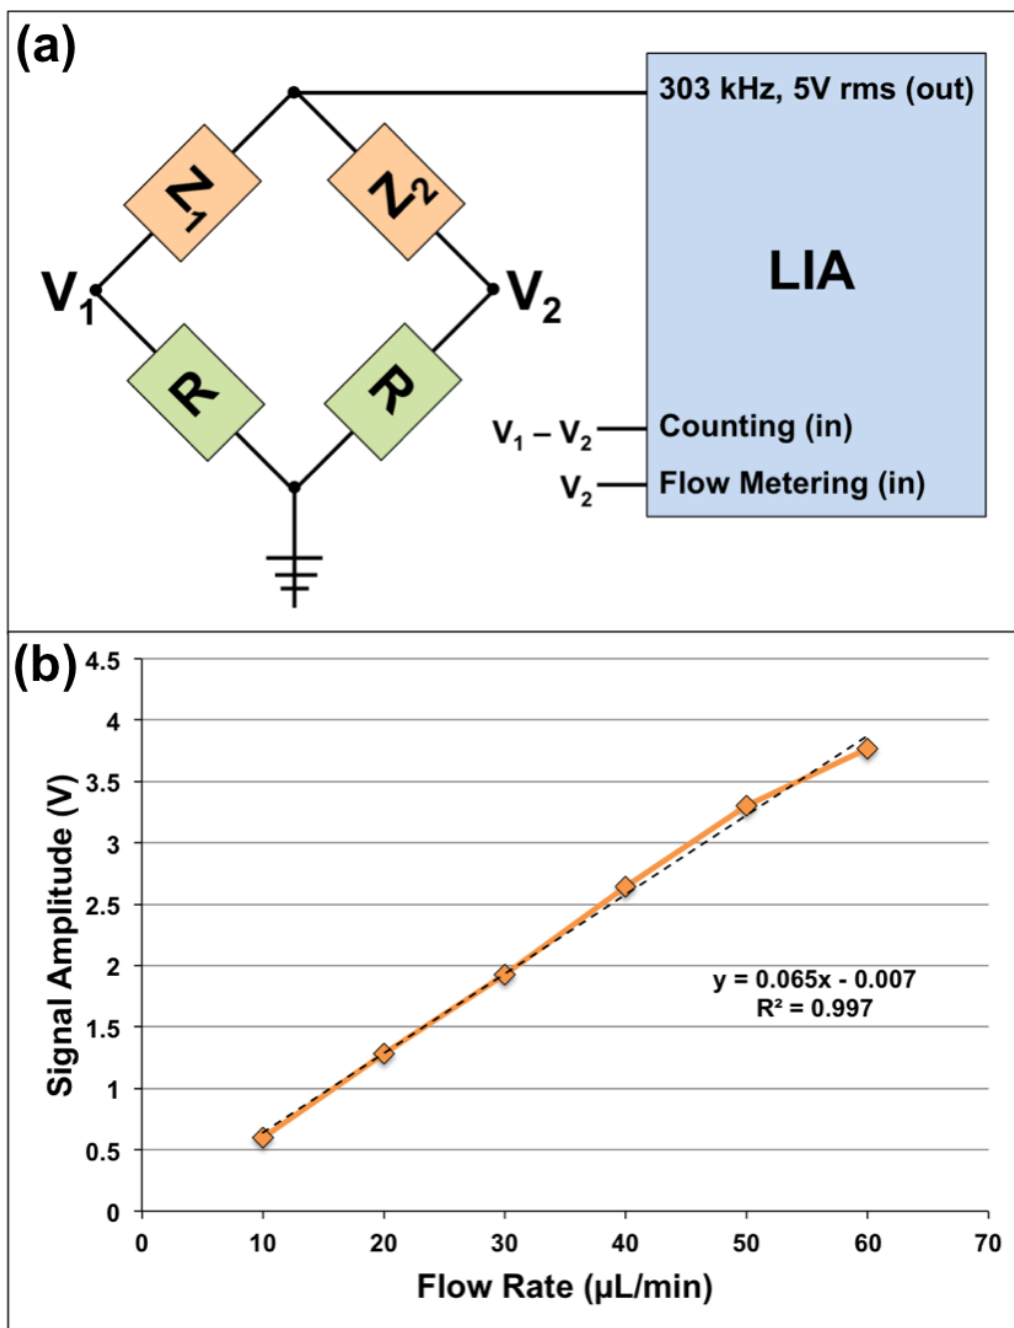 (a)
303 kHz, 5V rms (out)
Z₁
Z₂
V₁
V₂
LIA
R
R
V₁ – V₂
Counting (in)
V₂
Flow Metering (in)
(b)
4.5
4
3.5
3
2.5
2
1.5
1
0.5
0
Signal Amplitude (V)
y = 0.065x - 0.007
R² = 0.997
0 10 20 30 40 50 60 70
Flow Rate (µL/min)